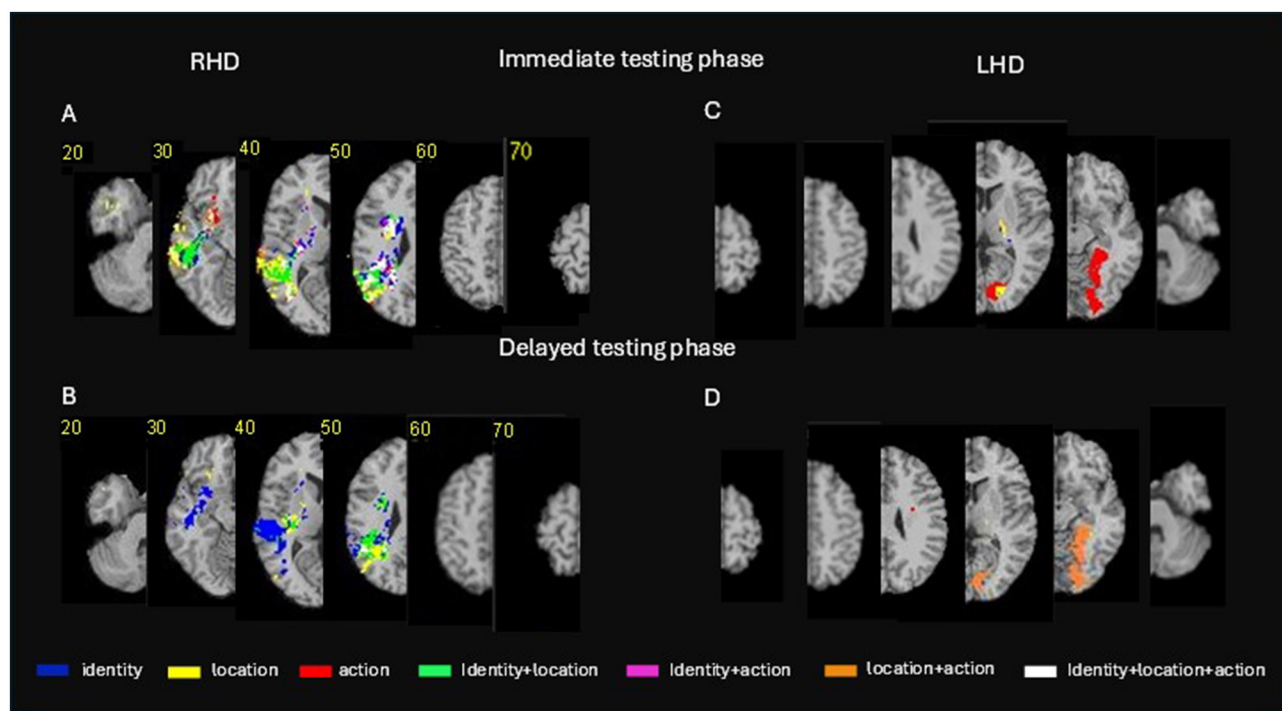 RHD
Immediate testing phase
LHD
A
C
20
30
40
50
60
70
Delayed testing phase
B
D
20
30
40
50
60
70
identity
location
action
Identity+location
Identity+action
location+action
Identity+location+action